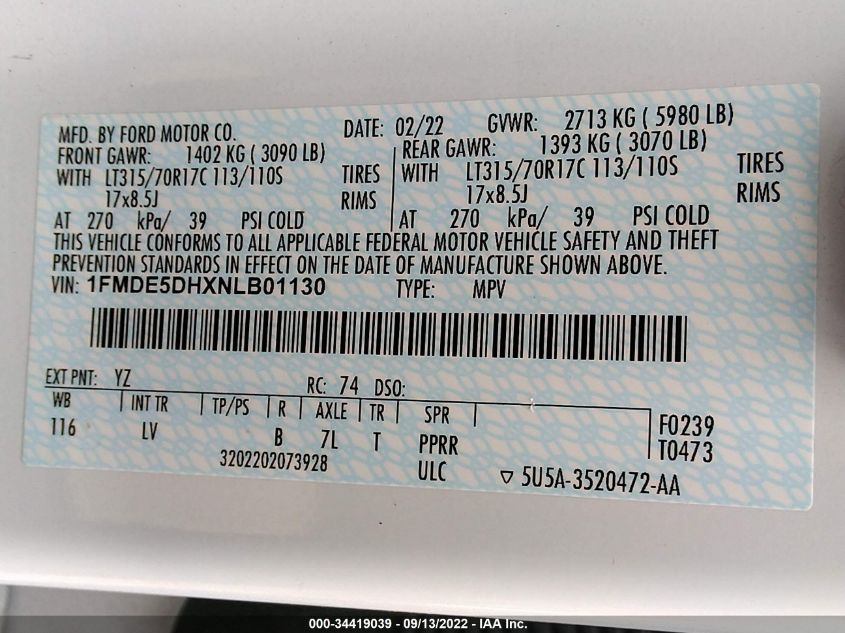 MFD. BY FORD MOTOR CO. DATE: 02/22 GVWR: 2713 KG ( 5980 LB)
FRONT GAWR: 1402 KG ( 3090 LB) REAR GAWR: 1393 KG ( 3070 LB)
WITH LT315/70R17C 113/110S TIRES WITH LT315/70R17C 113/110S TIRES
17x8.5J RIMS 17x8.5J RIMS
AT 270 kPa/ 39 PSI COLD AT 270 kPa/ 39 PSI COLD
THIS VEHICLE CONFORMS TO ALL APPLICABLE FEDERAL MOTOR VEHICLE SAFETY AND THEFT
PREVENTION STANDARDS IN EFFECT ON THE DATE OF MANUFACTURE SHOWN ABOVE.
VIN: 1FMDE5DHXNLB01130 TYPE: MPV
EXT PNT: YZ RC: 74 DSO:
WB INT TR TP/PS R AXLE TR SPR F0239
116 LV B 7L T PPRR T0473
3202202073928 ULC 5U5A-3520472-AA
000-34419039 - 09/13/2022 - IAA Inc.